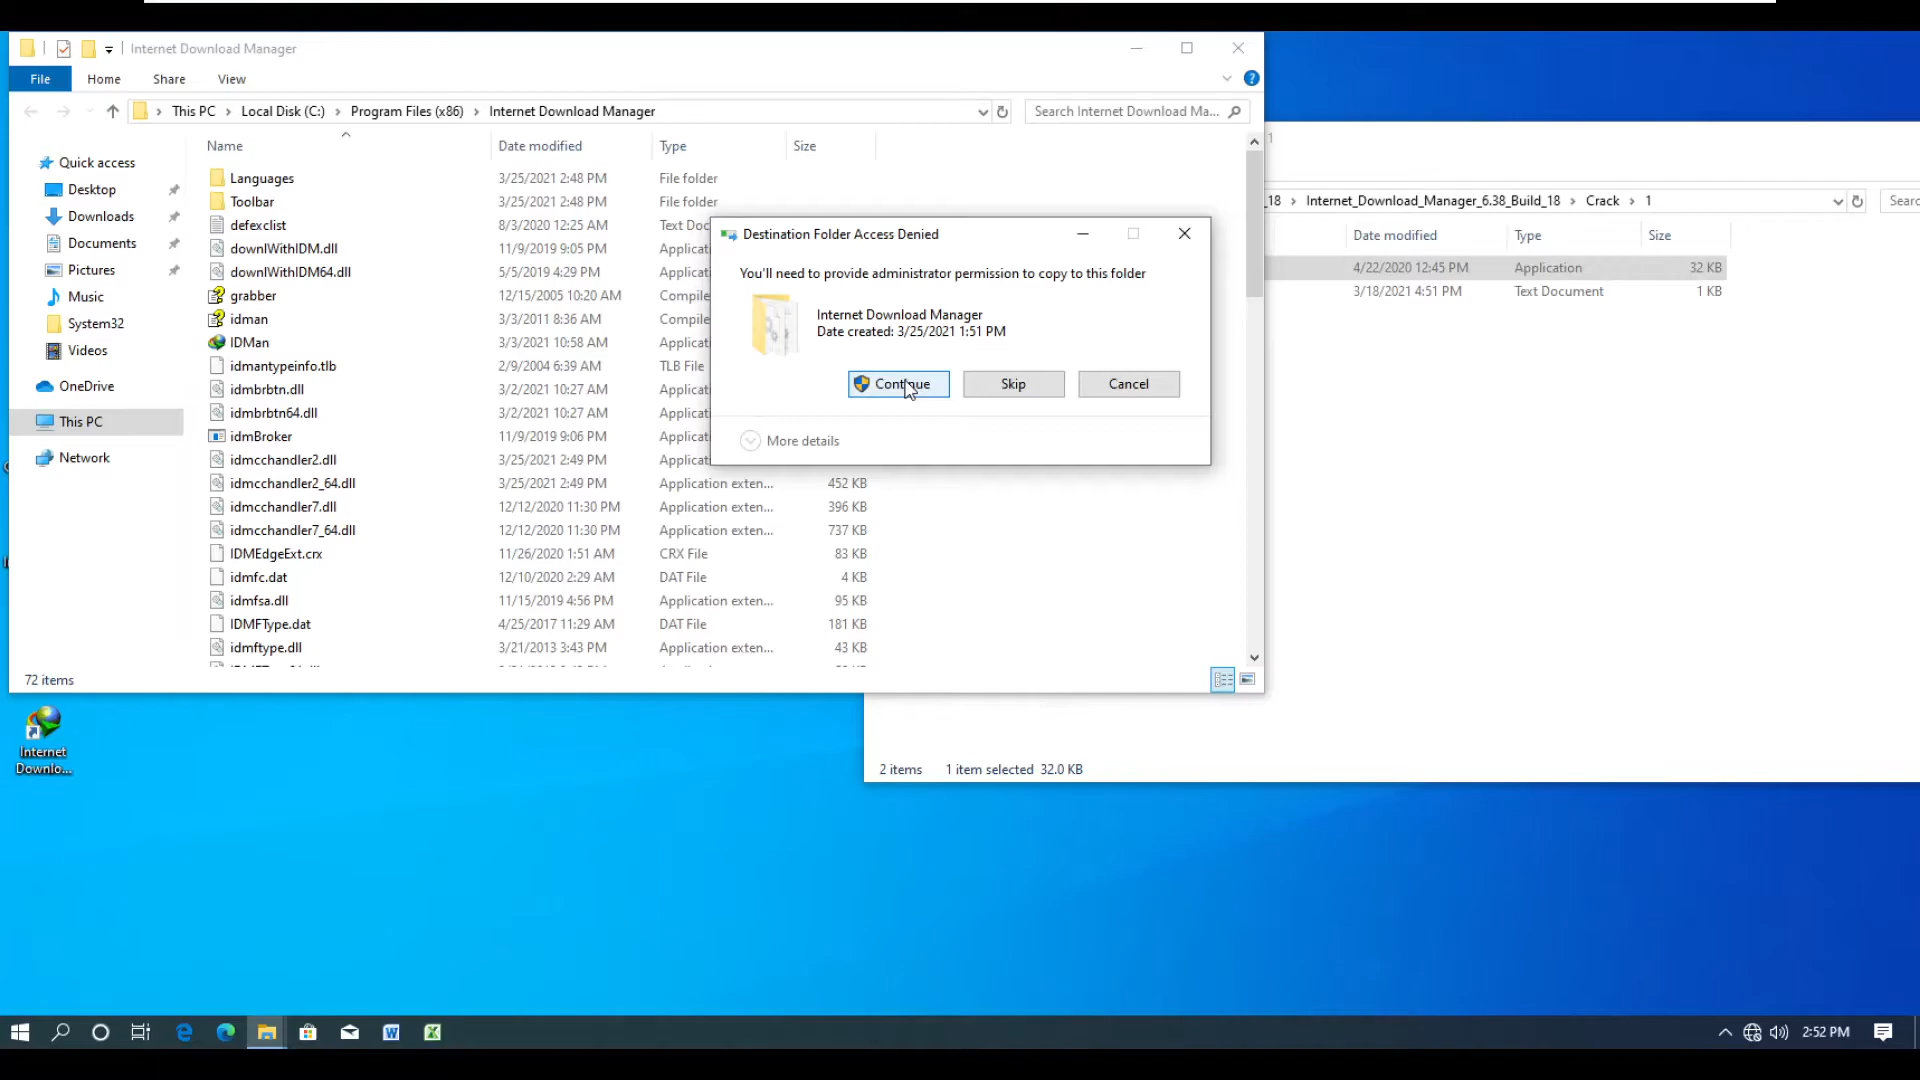 Internet Download Manager
File Home Share View
This PC > Local Disk (C:) > Program Files (x86) > Internet Download Manager
Search Internet Download Ma...
Name Date modified Type Size
Quick access
Desktop
Downloads
Documents
Pictures
Music
System32
Videos
OneDrive
This PC
Network
Languages 3/25/2021 2:48 PM File folder
Toolbar 3/25/2021 2:48 PM File folder
defexclist 8/3/2020 12:25 AM Text Doc
downlWithIDM.dll 11/9/2019 9:05 PM Applicat
downlWithIDM64.dll 5/5/2019 4:29 PM Applicat
grabber 12/15/2005 10:20 AM Compile
idman 3/3/2011 8:36 AM Compile
IDMan 3/3/2021 10:58 AM Applicat
idmantypeinfo.tlb 2/9/2004 6:39 AM TLB File
idmbrbtn.dll 3/2/2021 10:27 AM Applicat
idmbrbtn64.dll 3/2/2021 10:27 AM Applicat
idmBroker 11/9/2019 9:06 PM Applicat
idmcchandler2.dll 3/25/2021 2:49 PM Applicat
idmcchandler2_64.dll 3/25/2021 2:49 PM Application exten... 452 KB
idmcchandler7.dll 12/12/2020 11:30 PM Application exten... 396 KB
idmcchandler7_64.dll 12/12/2020 11:30 PM Application exten... 737 KB
IDMEdgeExt.crx 11/26/2020 1:51 AM CRX File 83 KB
idmfc.dat 12/10/2020 2:29 AM DAT File 4 KB
idmfsa.dll 11/15/2019 4:56 PM Application exten... 95 KB
IDMFType.dat 4/25/2017 11:29 AM DAT File 181 KB
idmftype.dll 3/21/2013 3:43 PM Application exten... 43 KB
72 items
Destination Folder Access Denied
You'll need to provide administrator permission to copy to this folder
Internet Download Manager
Date created: 3/25/2021 1:51 PM
Continue Skip Cancel
More details
1
_18 > Internet_Download_Manager_6.38_Build_18 > Crack > 1
Searc
Date modified Type Size
4/22/2020 12:45 PM Application 32 KB
3/18/2021 4:51 PM Text Document 1 KB
2 items 1 item selected 32.0 KB
Internet
Downlo...
2:52 PM